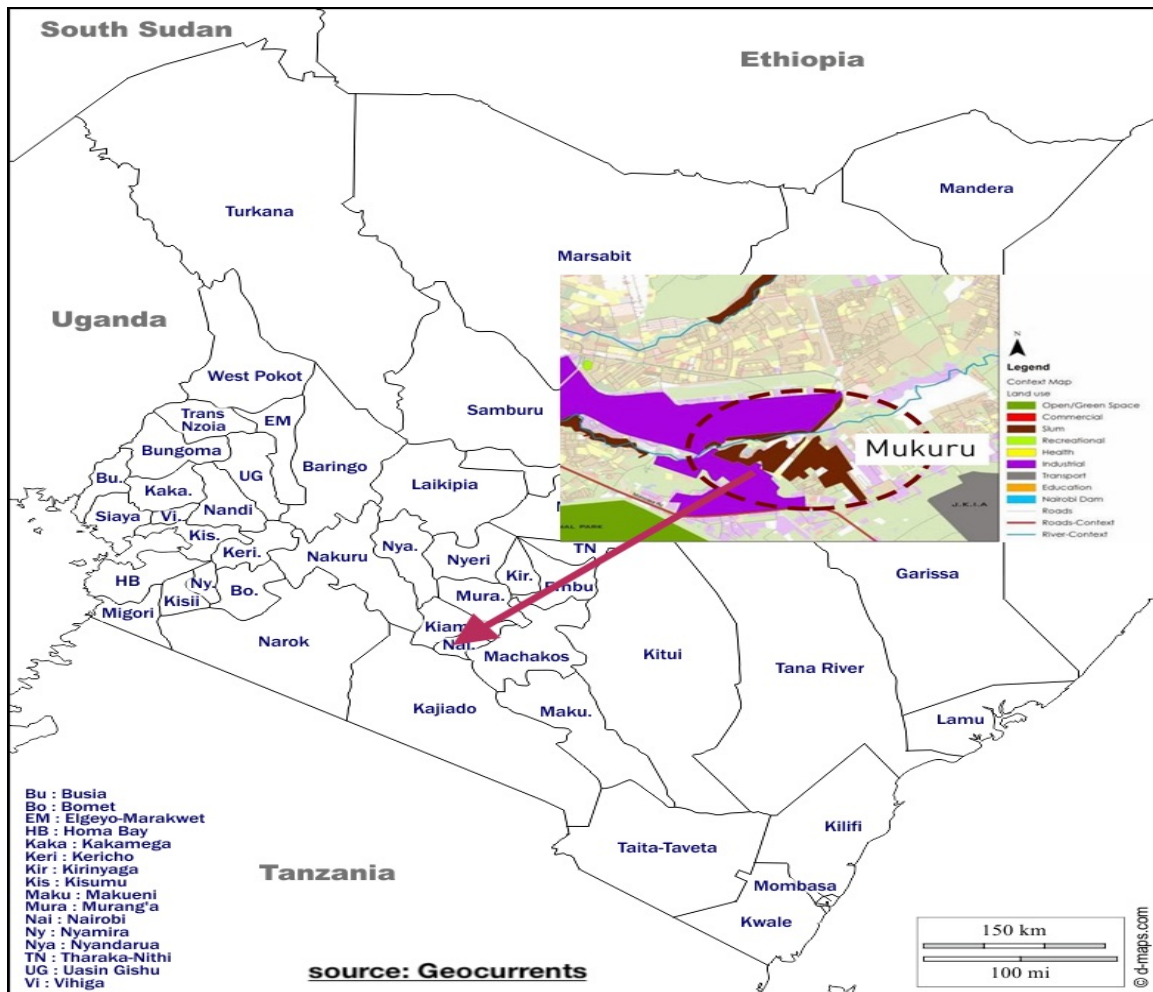 South Sudan
Ethiopia
Mandera
Turkana
Marsabit
Uganda
West Pokot
Trans
Nzoia
EM
Samburu
Bungoma
Baringo
UG
Bu.
Kaka.
Laikipia
Siaya
Vi.
Nandi
Kis.
Keri.
Nakuru
Nya.
Nyeri
TN
HB
Ny.
Bo.
Kir.
Kisii
Mura.
Migori
Garissa
Narok
Nai.
Machakos
Kitui
Tana River
Kajiado
Maku.
Lamu
Kilifi
Taita-Taveta
Mombasa
Kwale
Tanzania
Mukuru
J.K.I.A
N
Legend
Context Map
Land use
Open/Green Space
Commercial
Slum
Recreational
Health
Industrial
Transport
Education
Nairobi Dam
Roads
Roads-Context
River-Context
Bu : Busia
Bo : Bomet
EM : Elgeyo-Marakwet
HB : Homa Bay
Kaka : Kakamega
Keri : Kericho
Kir : Kirinyaga
Kis : Kisumu
Maku : Makueni
Mura : Murang'a
Nai : Nairobi
Ny : Nyamira
Nya : Nyandarua
TN : Tharaka-Nithi
UG : Uasin Gishu
Vi : Vihiga
source: Geocurrents
150 km
100 mi
© d-maps.com